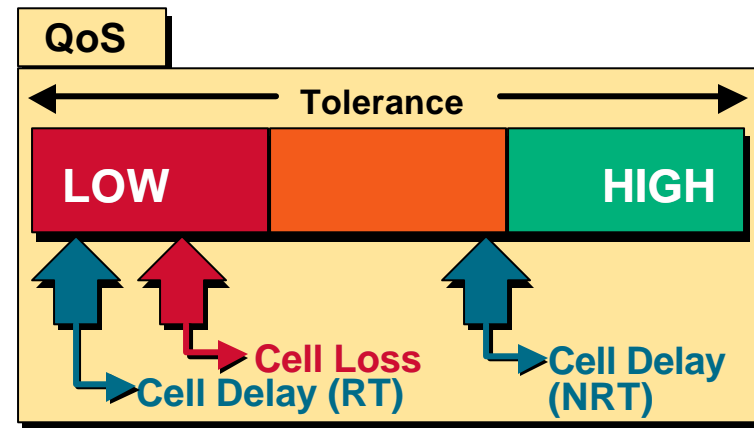 QoS
Tolerance
LOW
HIGH
Cell Loss
Cell Delay (RT)
Cell Delay
(NRT)